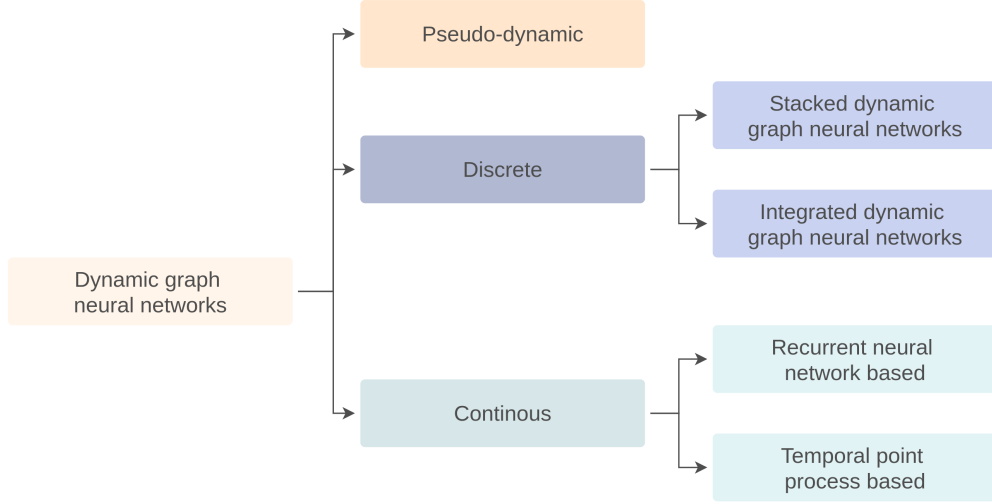 Pseudo-dynamic
Stacked dynamic
graph neural networks
Discrete
Integrated dynamic
graph neural networks
Dynamic graph
neural networks
Recurrent neural
network based
Continous
Temporal point
process based